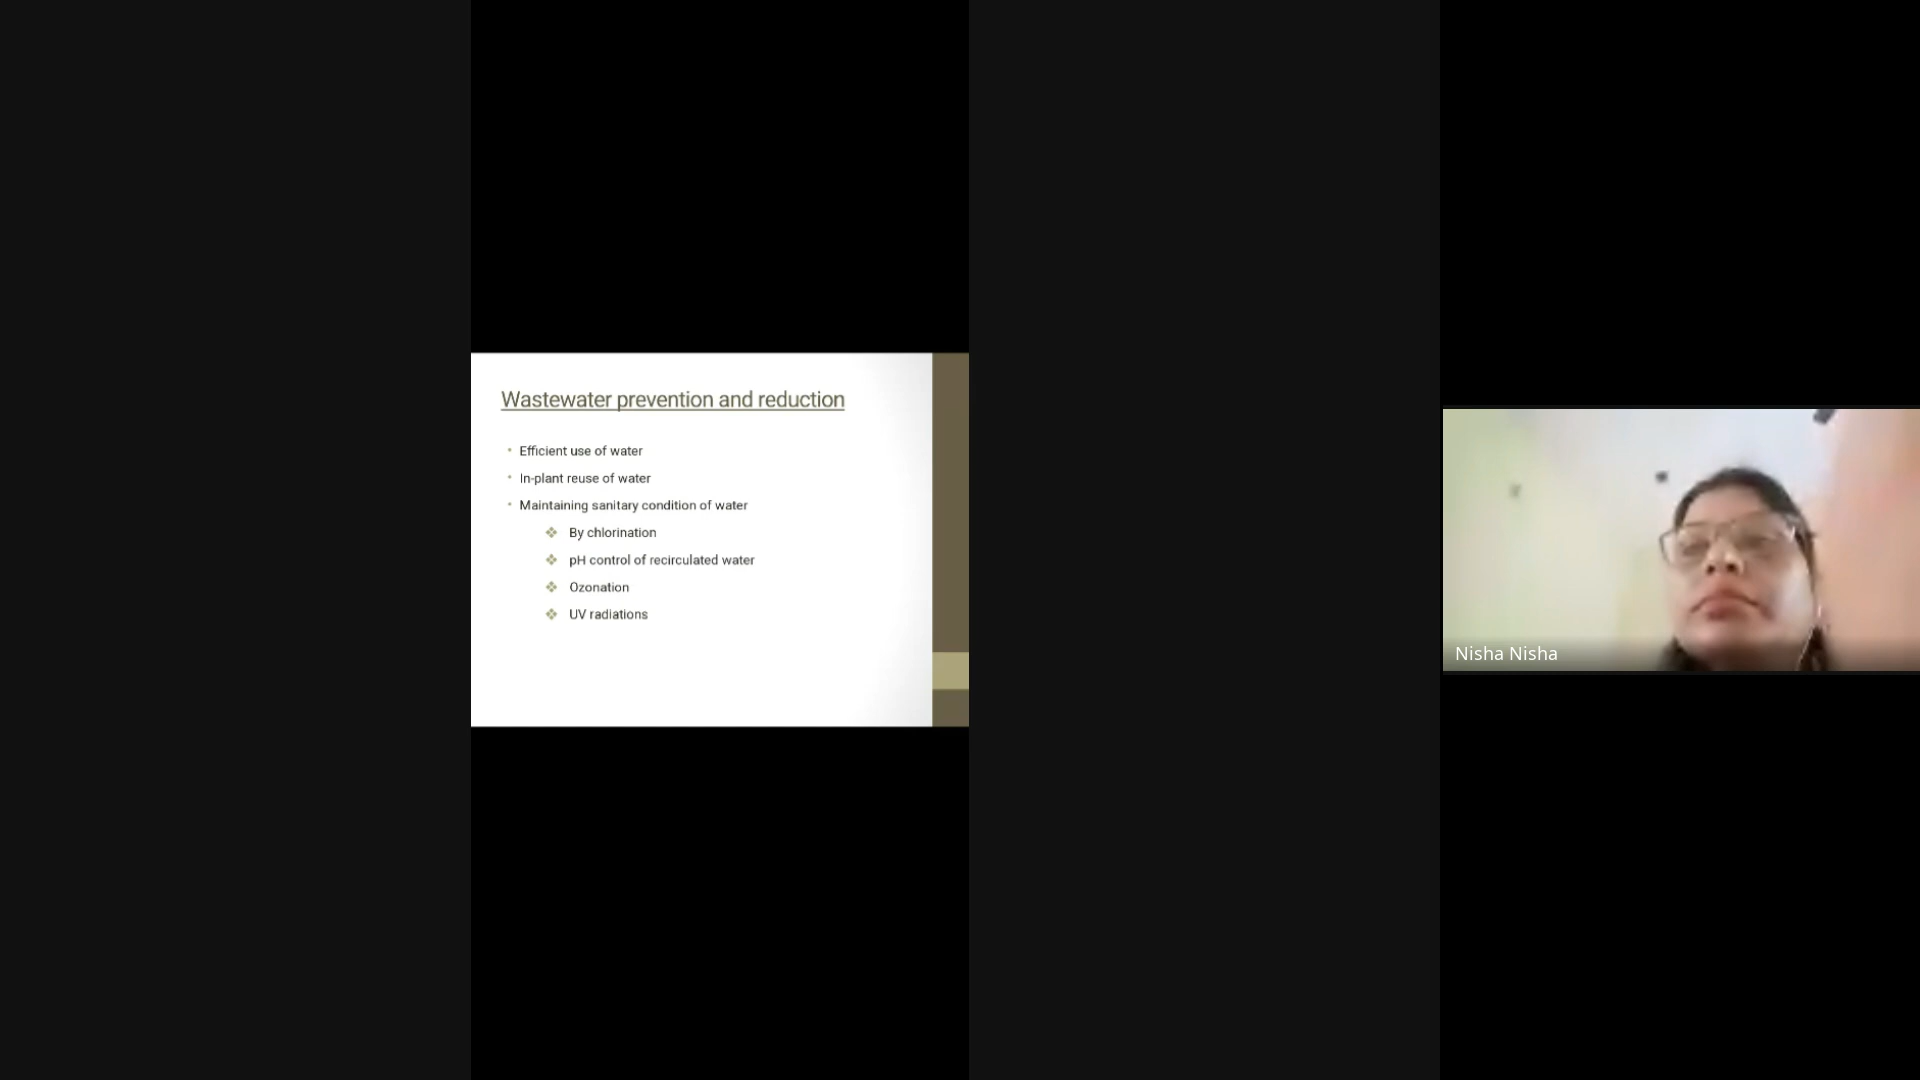 Wastewater prevention and reduction
• Efficient use of water
• In-plant reuse of water
• Maintaining sanitary condition of water
❖ By chlorination
❖ pH control of recirculated water
❖ Ozonation
❖ UV radiations
Nisha Nisha